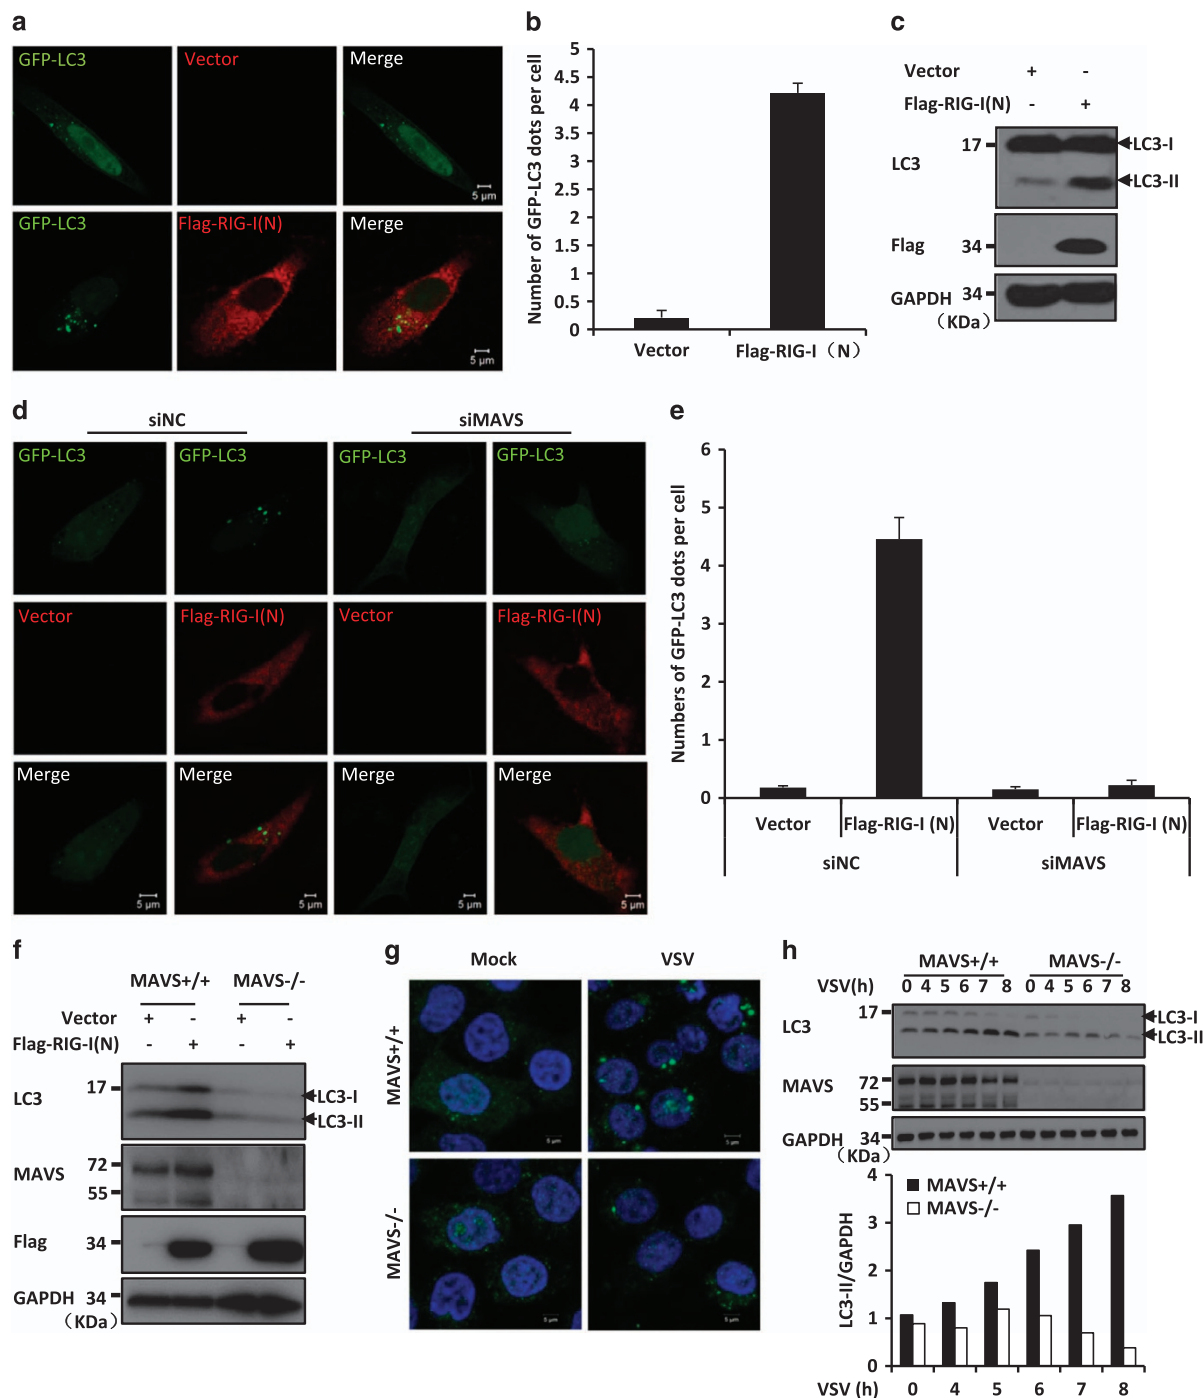 a
GFP-LC3
Vector
Merge
5 μm
GFP-LC3
Flag-RIG-I(N)
Merge
5 μm
b
Number of GFP-LC3 dots per cell
5
4.5
4
3.5
3
2.5
2
1.5
1
0.5
0
Vector
Flag-RIG-I（N）
c
Vector + -
Flag-RIG-I(N) - +
LC3
17
LC3-I
LC3-II
Flag 34
GAPDH 34
（KDa）
d
siNC
siMAVS
GFP-LC3 GFP-LC3 GFP-LC3 GFP-LC3
Vector Flag-RIG-I(N) Vector Flag-RIG-I(N)
Merge Merge Merge Merge
5 μm 5 μm 5 μm 5 μm
e
Numbers of GFP-LC3 dots per cell
6
5
4
3
2
1
0
Vector Flag-RIG-I (N) Vector Flag-RIG-I (N)
siNC siMAVS
f
MAVS+/+ MAVS-/-
Vector + - + -
Flag-RIG-I(N) - + - +
LC3
17
LC3-I
LC3-II
MAVS
72
55
Flag
34
GAPDH 34
（KDa）
g
Mock VSV
MAVS+/+
5 μm 5 μm
MAVS-/-
5 μm 5 μm
h
MAVS+/+ MAVS-/-
VSV(h) 0 4 5 6 7 8 0 4 5 6 7 8
LC3
17
LC3-I
LC3-II
MAVS
72
55
GAPDH 34
（KDa）
LC3-II/GAPDH
4
3
2
1
0
MAVS+/+
MAVS-/-
VSV (h) 0 4 5 6 7 8